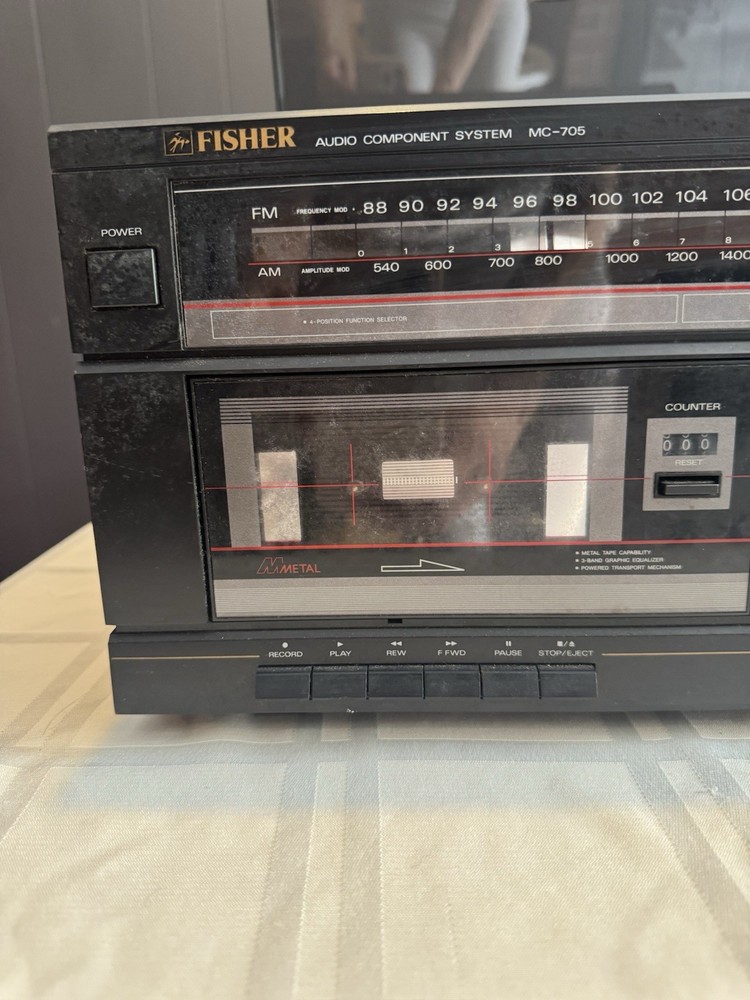 FISHER AUDIO COMPONENT SYSTEM MC-705
POWER
FM FREQUENCY MOD • 88 90 92 94 96 98 100 102 104 106
0 1 2 3 5 6 7 8
AM AMPLITUDE MOD 540 600 700 800 1000 1200 1400
• 4-POSITION FUNCTION SELECTOR
COUNTER
000
RESET
METAL
• METAL TAPE CAPABILITY
• 3-BAND GRAPHIC EQUALIZER
• POWERED TRANSPORT MECHANISM
RECORD PLAY REW F FWD PAUSE STOP/EJECT